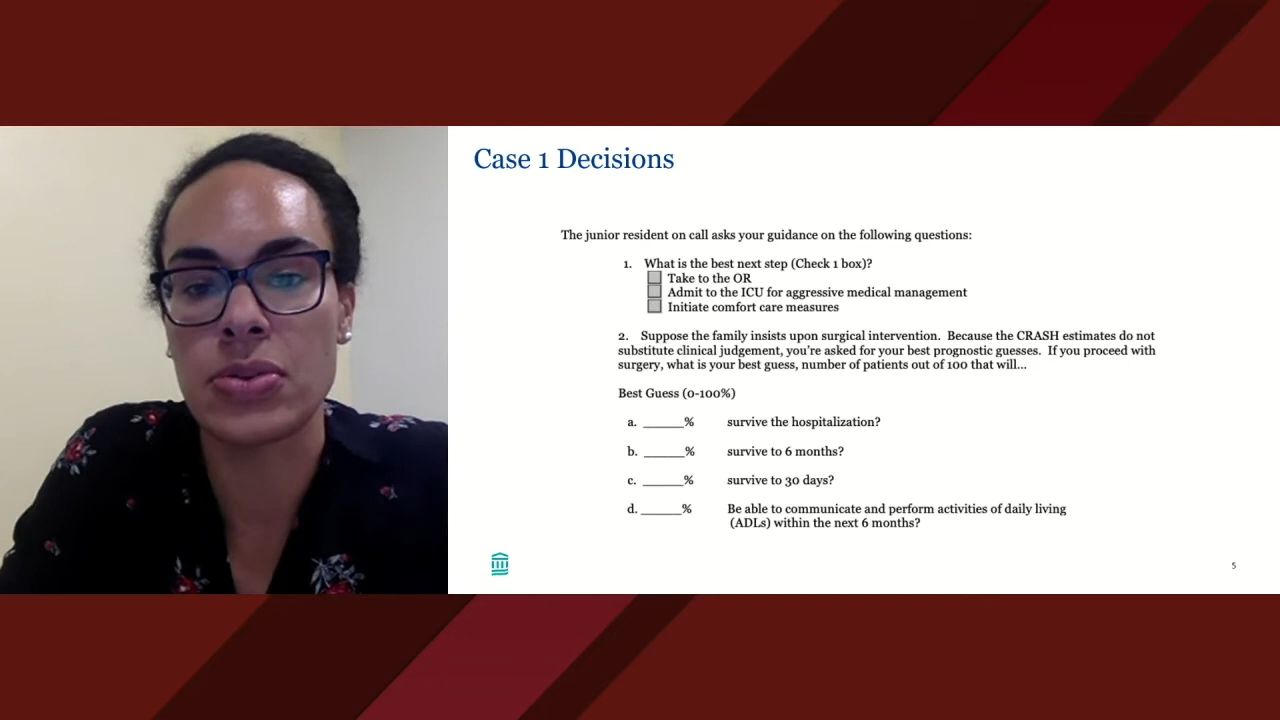 Case 1 Decisions
The junior resident on call asks your guidance on the following questions:
1. What is the best next step (Check 1 box)?
Take to the OR
Admit to the ICU for aggressive medical management
Initiate comfort care measures
2. Suppose the family insists upon surgical intervention. Because the CRASH estimates do not
substitute clinical judgement, you're asked for your best prognostic guesses. If you proceed with
surgery, what is your best guess, number of patients out of 100 that will...
Best Guess (0-100%)
a. _____% survive the hospitalization?
b. _____% survive to 6 months?
c. _____% survive to 30 days?
d. _____% Be able to communicate and perform activities of daily living
(ADLs) within the next 6 months?
5